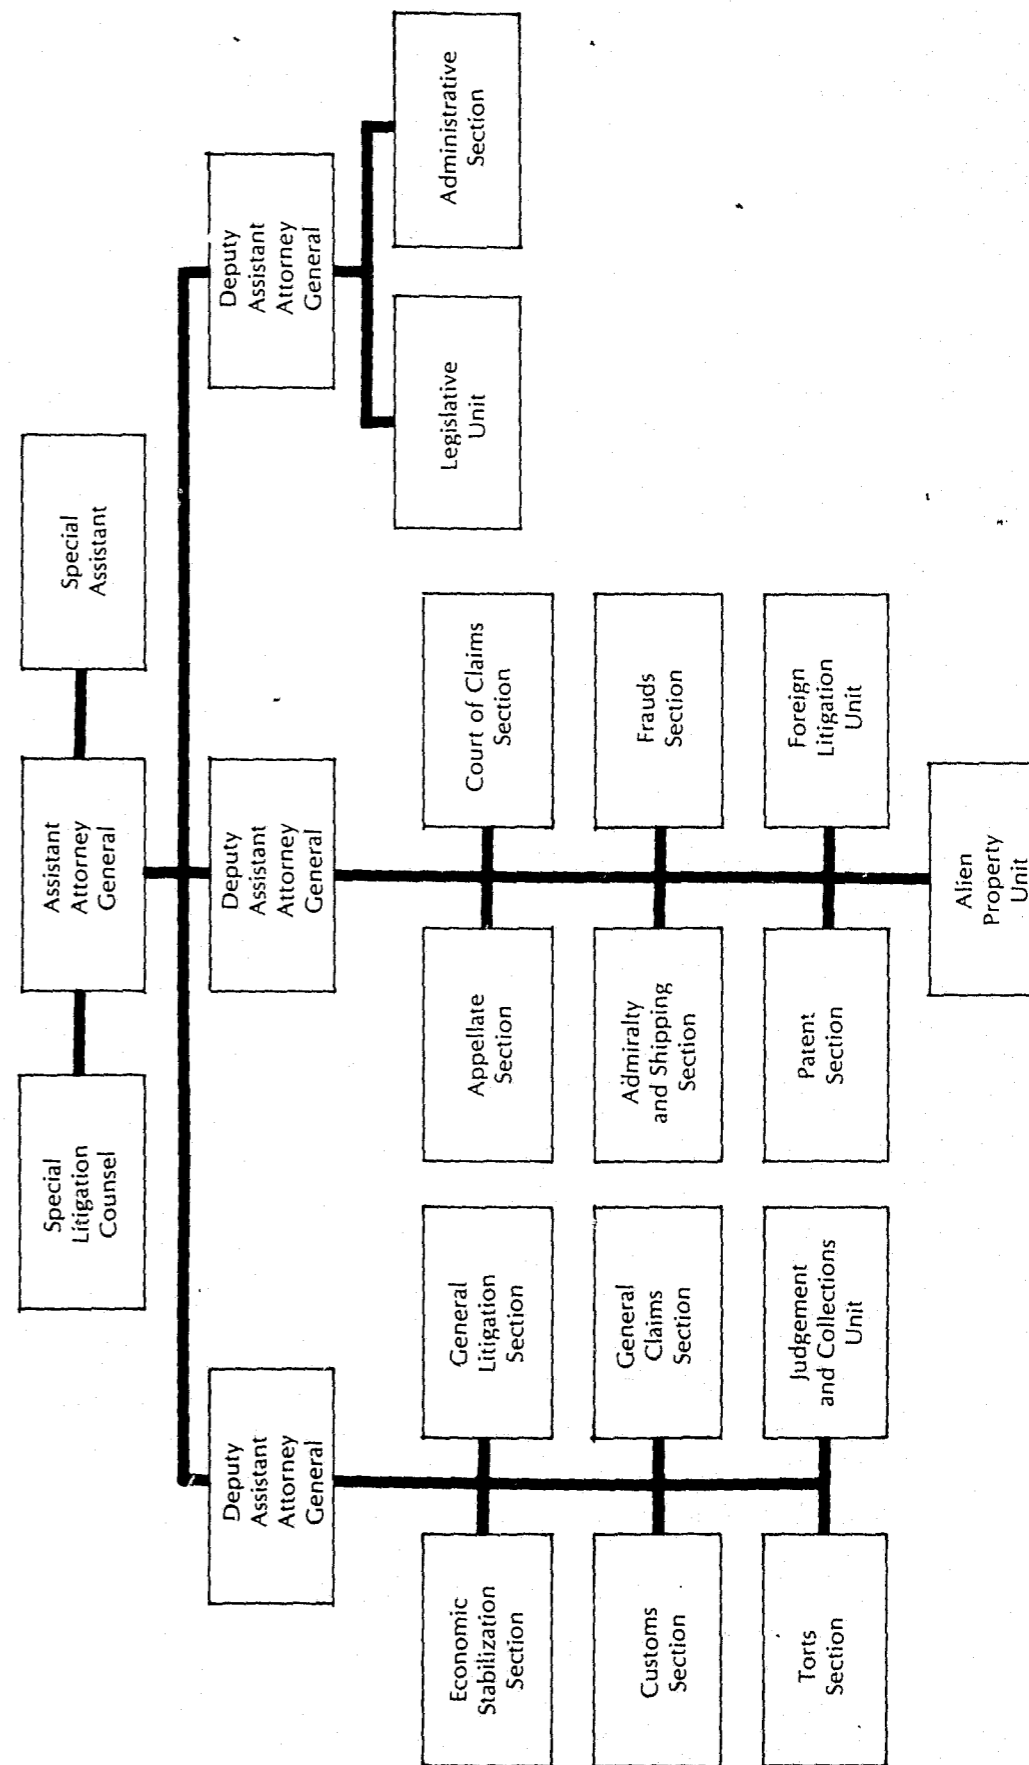 Special
Litigation
Counsel
Assistant
Attorney
General
Special
Assistant
Deputy
Assistant
Attorney
General
Deputy
Assistant
Attorney
General
Deputy
Assistant
Attorney
General
Economic
Stabilization
Section
General
Litigation
Section
Customs
Section
General
Claims
Section
Torts
Section
Judgement
and Collections
Unit
Appellate
Section
Court of Claims
Section
Admiralty
and Shipping
Section
Frauds
Section
Patent
Section
Foreign
Litigation
Unit
Alien
Property
Unit
Legislative
Unit
Administrative
Section